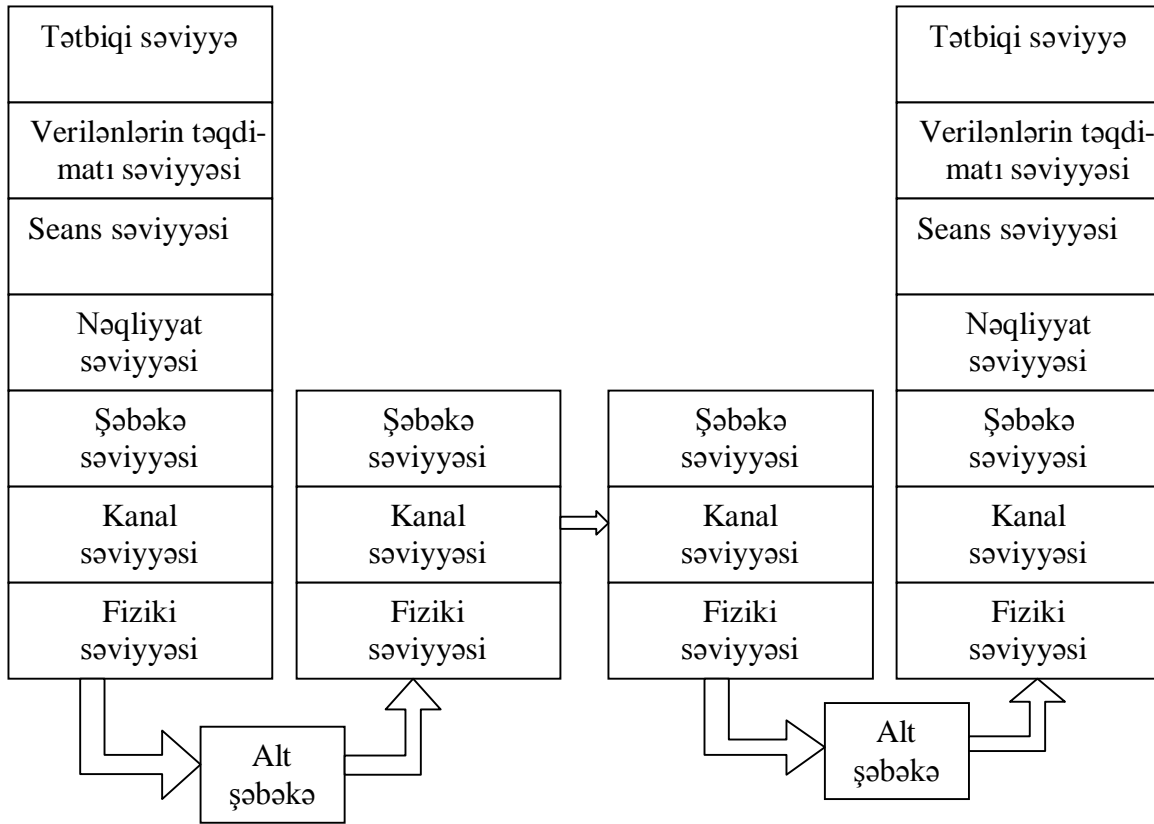 Tətbiqi səviyyə
Verilənlərin təqdi-
matı səviyyəsi
Seans səviyyəsi
Nəqliyyat
səviyyəsi
Şəbəkə
səviyyəsi
Kanal
səviyyəsi
Fiziki
səviyyəsi
Alt
şəbəkə
Şəbəkə
səviyyəsi
Kanal
səviyyəsi
Fiziki
səviyyəsi
Şəbəkə
səviyyəsi
Kanal
səviyyəsi
Fiziki
səviyyəsi
Alt
şəbəkə
Tətbiqi səviyyə
Verilənlərin təqdi-
matı səviyyəsi
Seans səviyyəsi
Nəqliyyat
səviyyəsi
Şəbəkə
səviyyəsi
Kanal
səviyyəsi
Fiziki
səviyyəsi